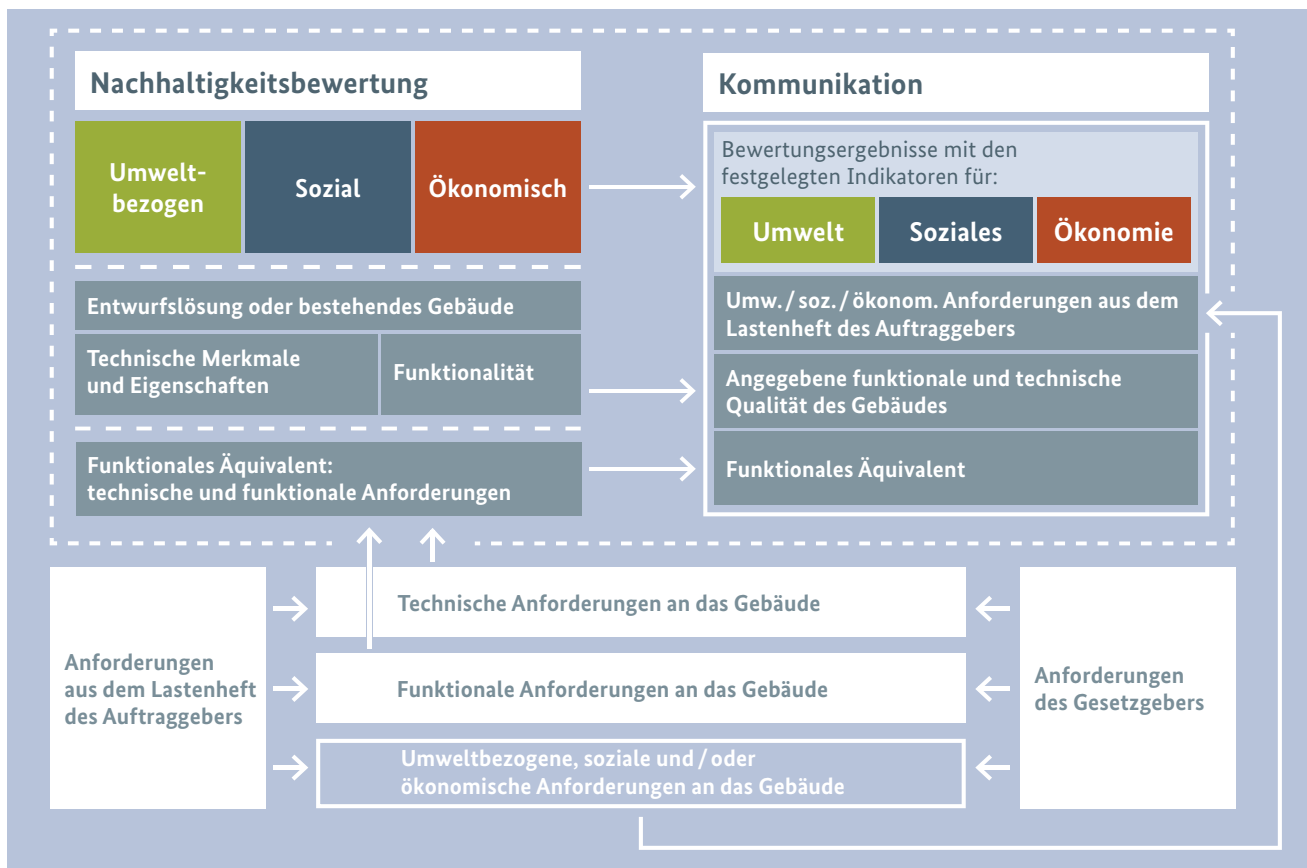 Nachhaltigkeitsbewertung
Umwelt-
bezogen
Sozial
Ökonomisch
Entwurfslösung oder bestehendes Gebäude
Technische Merkmale
und Eigenschaften
Funktionalität
Funktionales Äquivalent:
technische und funktionale Anforderungen
Kommunikation
Bewertungsergebnisse mit den
festgelegten Indikatoren für:
Umwelt
Soziales
Ökonomie
Umw. / soz. / ökonom. Anforderungen aus dem
Lastenheft des Auftraggebers
Angegebene funktionale und technische
Qualität des Gebäudes
Funktionales Äquivalent
Anforderungen
aus dem Lastenheft
des Auftraggebers
Technische Anforderungen an das Gebäude
Funktionale Anforderungen an das Gebäude
Umweltbezogene, soziale und / oder
ökonomische Anforderungen an das Gebäude
Anforderungen
des Gesetzgebers